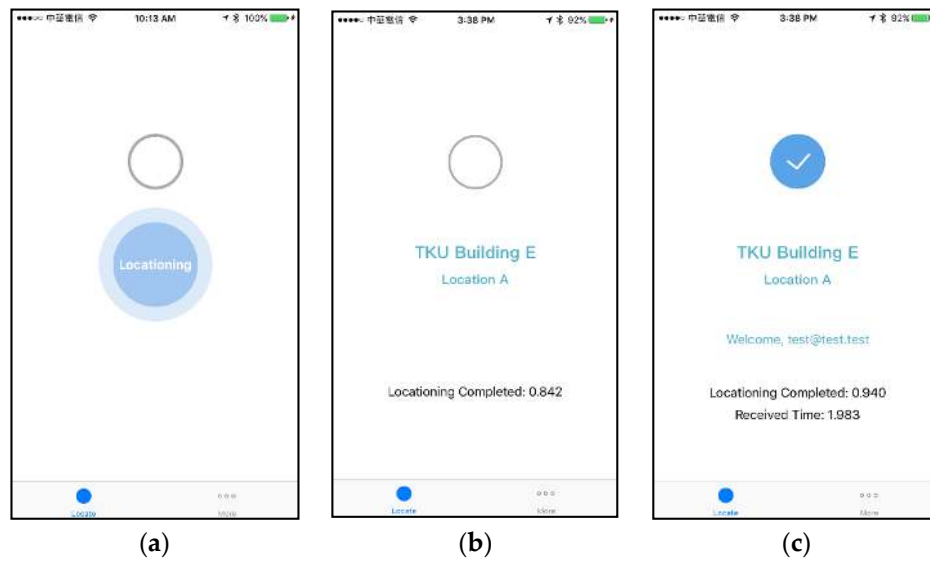 中華電信 10:13 AM 100%
Locationing
Locate More
(a)
中華電信 3:38 PM 92%
TKU Building E
Location A
Locationing Completed: 0.842
Locate More
(b)
中華電信 3:38 PM 92%
TKU Building E
Location A
Welcome, test@test.test
Locationing Completed: 0.940
Received Time: 1.983
Locate More
(c)